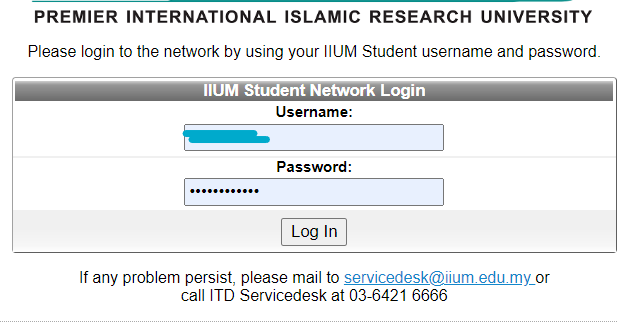 PREMIER INTERNATIONAL ISLAMIC RESEARCH UNIVERSITY
Please login to the network by using your IIUM Student username and password.
IIUM Student Network Login
Username:
Password:
••••••••••••
Log In
If any problem persist, please mail to servicedesk@iium.edu.my or
call ITD Servicedesk at 03-6421 6666